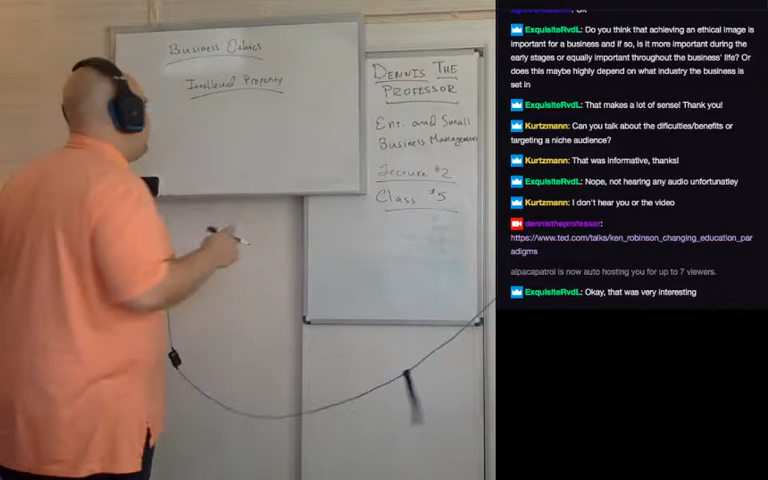 Business Ethics
Intellectual Property
DENNIS THE
PROFESSOR
Ent. and Small
Business Management
Lecture #2
Class #5
ExquisiteRvdL: Do you think that achieving an ethical image is
important for a business and if so, is it more important during the
early stages or equally important throughout the business' life? Or
does this maybe highly depend on what industry the business is
set in
ExquisiteRvdL: That makes a lot of sense! Thank you!
Kurtzmann: Can you talk about the dificulties/benefits or
targeting a niche audience?
Kurtzmann: That was informative, thanks!
ExquisiteRvdL: Nope, not hearing any audio unfortunatley
Kurtzmann: I don't hear you or the video
dennistheprofessor:
https://www.ted.com/talks/ken_robinson_changing_education_par
adigms
alpacapatrol is now auto hosting you for up to 7 viewers.
ExquisiteRvdL: Okay, that was very interesting